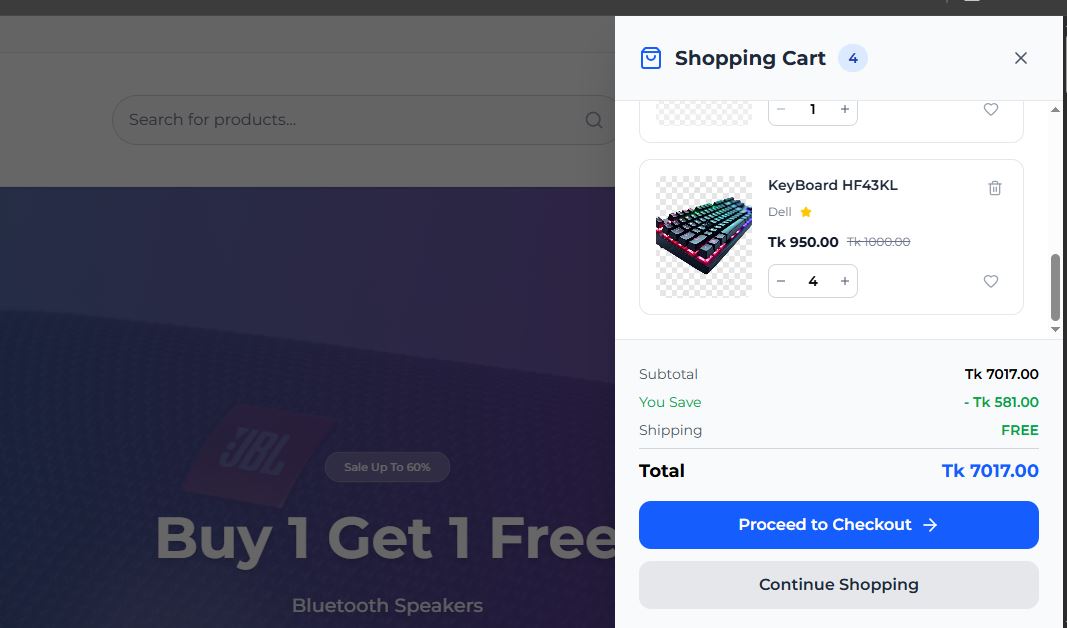 Shopping Cart 4
Search for products...
1
KeyBoard HF43KL
Dell
Tk 950.00 Tk 1000.00
4
Subtotal Tk 7017.00
You Save - Tk 581.00
Shipping FREE
Total Tk 7017.00
Proceed to Checkout
Continue Shopping
JBL
Sale Up To 60%
Buy 1 Get 1 Free
Bluetooth Speakers